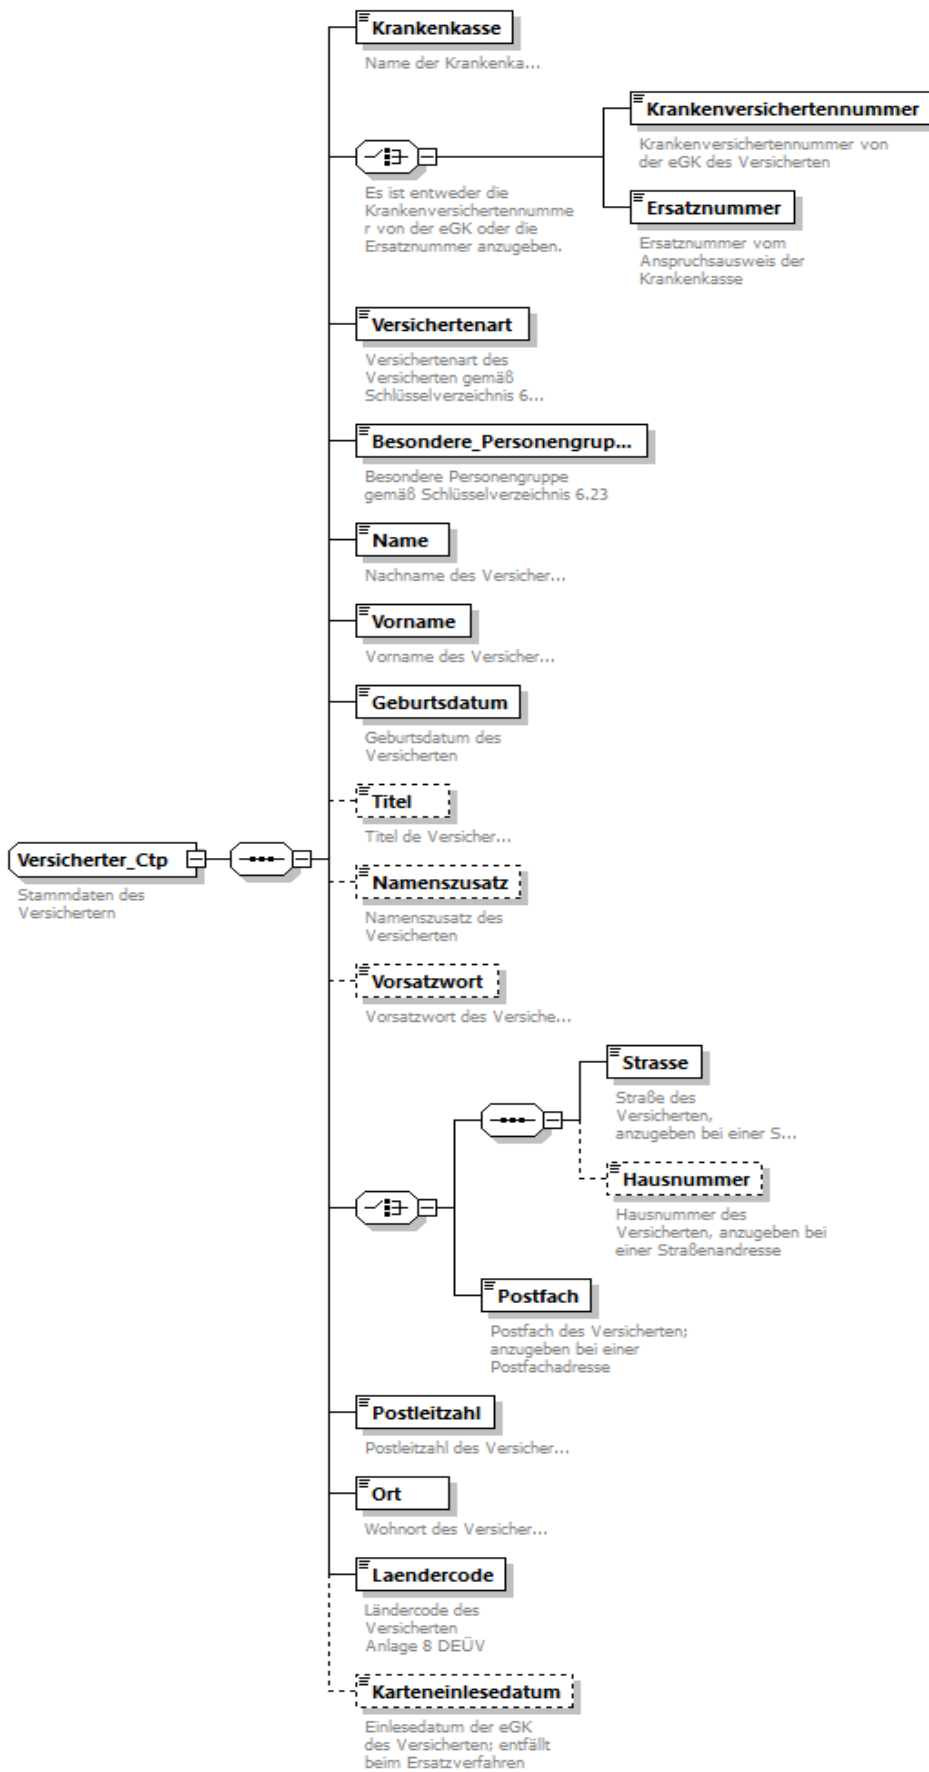 Krankenkasse
Name der Krankenka...
Krankenversichertennummer
Krankenversichertennummer von
der eGK des Versicherten
Es ist entweder die
Krankenversichertennumme
r von der eGK oder die
Ersatznummer anzugeben.
Ersatznummer
Ersatznummer vom
Anspruchsausweis der
Krankenkasse
Versichertenart
Versichertenart des
Versicherten gemäß
Schlüsselverzeichnis 6...
Besondere_Personengrup...
Besondere Personengruppe
gemäß Schlüsselverzeichnis 6.23
Name
Nachname des Versicher...
Vorname
Vorname des Versicher...
Geburtsdatum
Geburtsdatum des
Versicherten
Titel
Titel de Versicher...
Versicherter_Ctp
Stammdaten des
Versichertern
Namenszusatz
Namenszusatz des
Versicherten
Vorsatzwort
Vorsatzwort des Versiche...
Strasse
Straße des
Versicherten,
anzugeben bei einer S...
Hausnummer
Hausnummer des
Versicherten, anzugeben bei
einer Straßenandresse
Postfach
Postfach des Versicherten;
anzugeben bei einer
Postfachadresse
Postleitzahl
Postleitzahl des Versicher...
Ort
Wohnort des Versicher...
Laendercode
Ländercode des
Versicherten
Anlage 8 DEÜV
Karteneinlesedatum
Einlesedatum der eGK
des Versicherten; entfällt
beim Ersatzverfahren